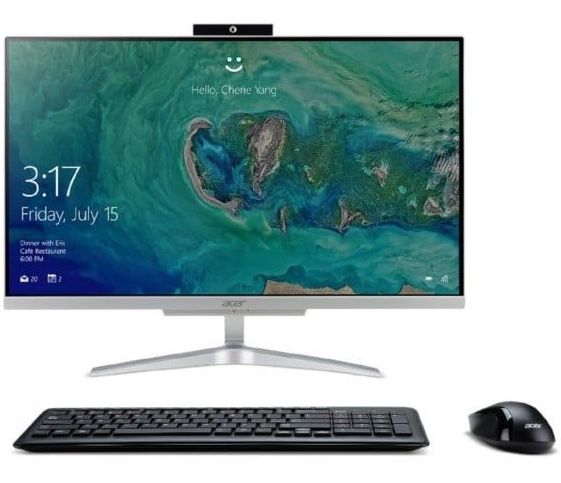 Hello, Cherie Yang
3:17
Friday, July 15
Dinner with Eric
Café Restaurant
6:00 PM
20 2
acer
acer